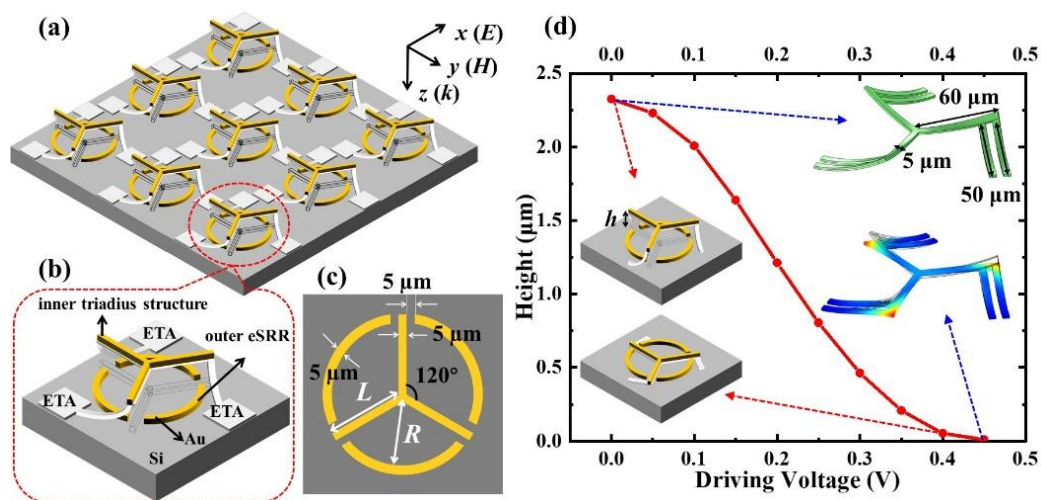 (a)
x (E)
y (H)
z (k)
(b)
inner triadius structure
ETA
outer eSRR
ETA
ETA
Au
Si
(c)
5 μm
5 μm
5 μm
120°
L
R
(d)
0.0 0.1 0.2 0.3 0.4 0.5
2.5
2.0
1.5
1.0
0.5
0.0
Height (μm)
60 μm
5 μm
50 μm
h
0.0 0.1 0.2 0.3 0.4 0.5
Driving Voltage (V)